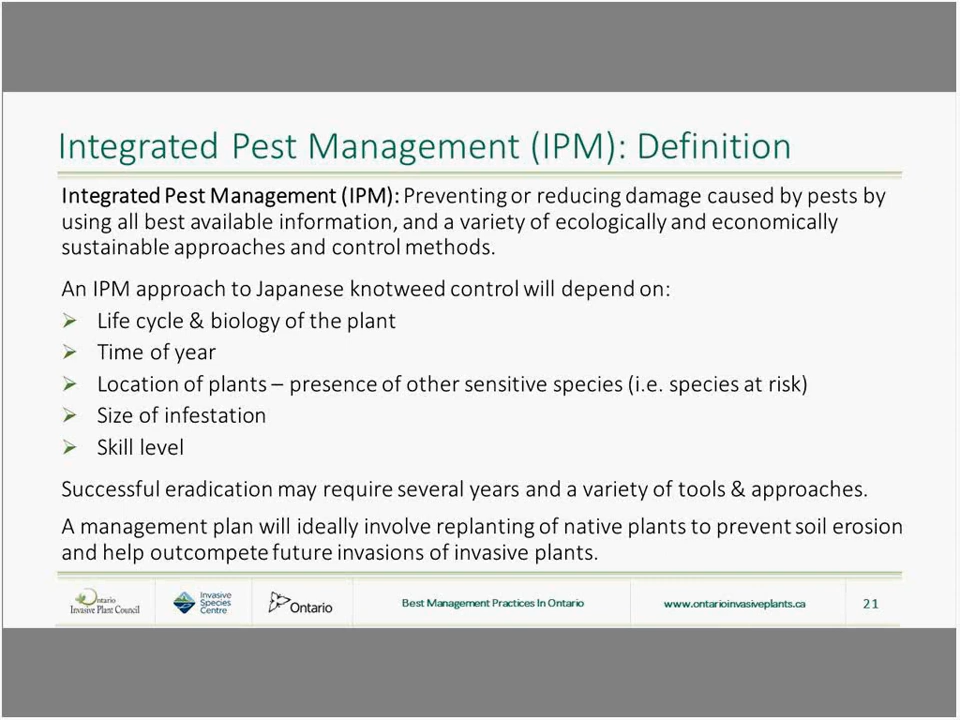 Integrated Pest Management (IPM): Definition
Integrated Pest Management (IPM): Preventing or reducing damage caused by pests by
using all best available information, and a variety of ecologically and economically
sustainable approaches and control methods.
An IPM approach to Japanese knotweed control will depend on:
Life cycle & biology of the plant
Time of year
Location of plants – presence of other sensitive species (i.e. species at risk)
Size of infestation
Skill level
Successful eradication may require several years and a variety of tools & approaches.
A management plan will ideally involve replanting of native plants to prevent soil erosion
and help outcompete future invasions of invasive plants.
Ontario
Invasive Plant Council
Invasive
Species
Centre
Ontario
Best Management Practices In Ontario
www.ontarioinvasiveplants.ca
21